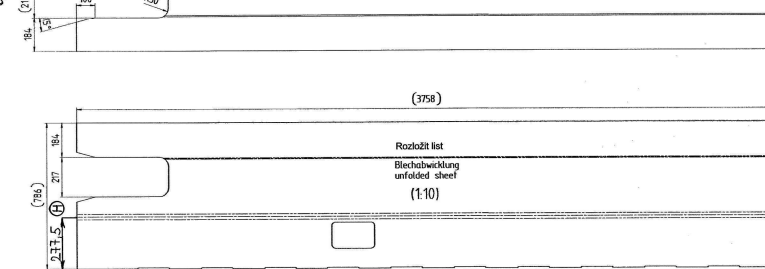 15°
184
(3758)
184
Rozložit list
Blechabwicklung
unfolded sheet
(1:10)
217
(786)
H
277,5